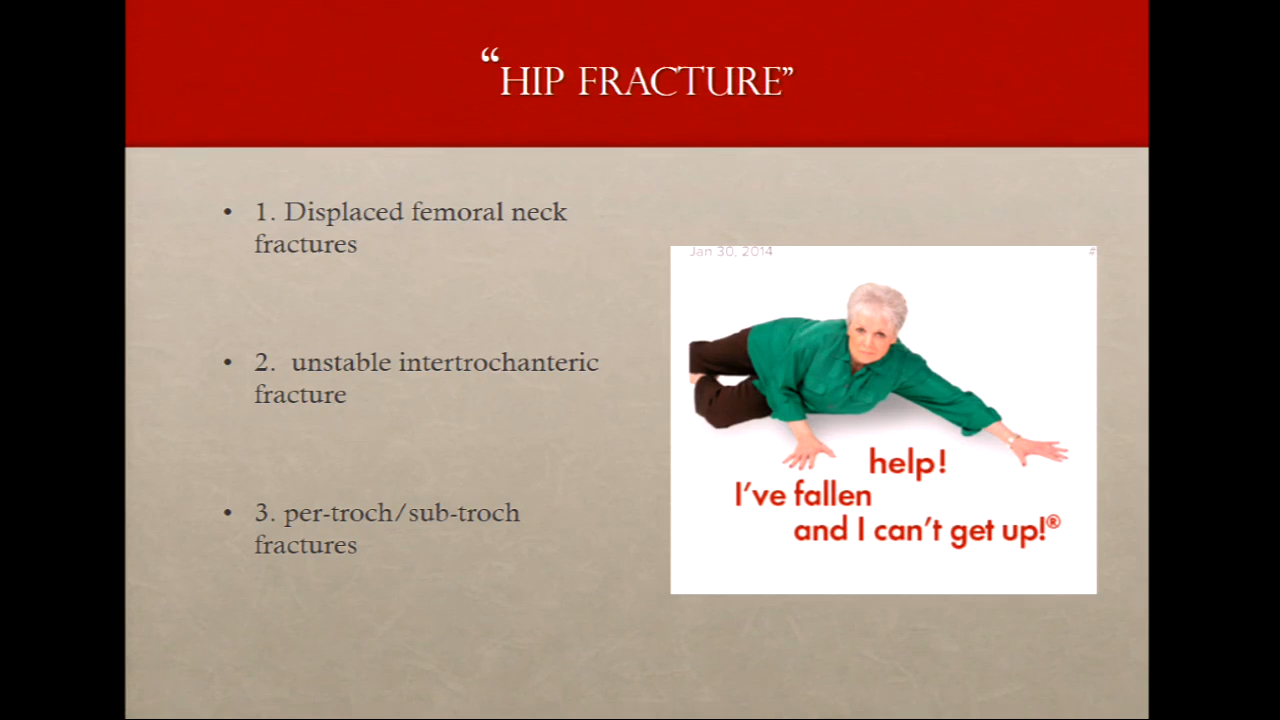 “HIP FRACTURE”
• 1. Displaced femoral neck
fractures
• 2. unstable intertrochanteric
fracture
• 3. per-troch/sub-troch
fractures
Jan 30, 2014 #
help!
I’ve fallen
and I can’t get up!®